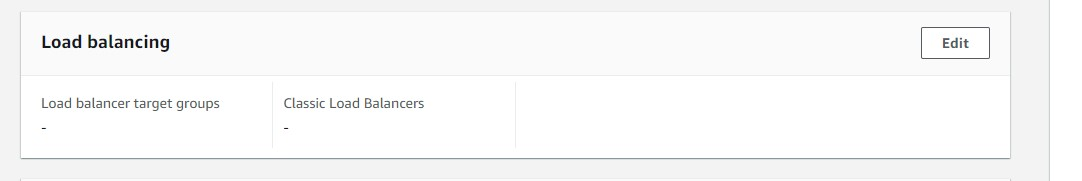 Load balancing
Edit
Load balancer target groups
Classic Load Balancers
-
-